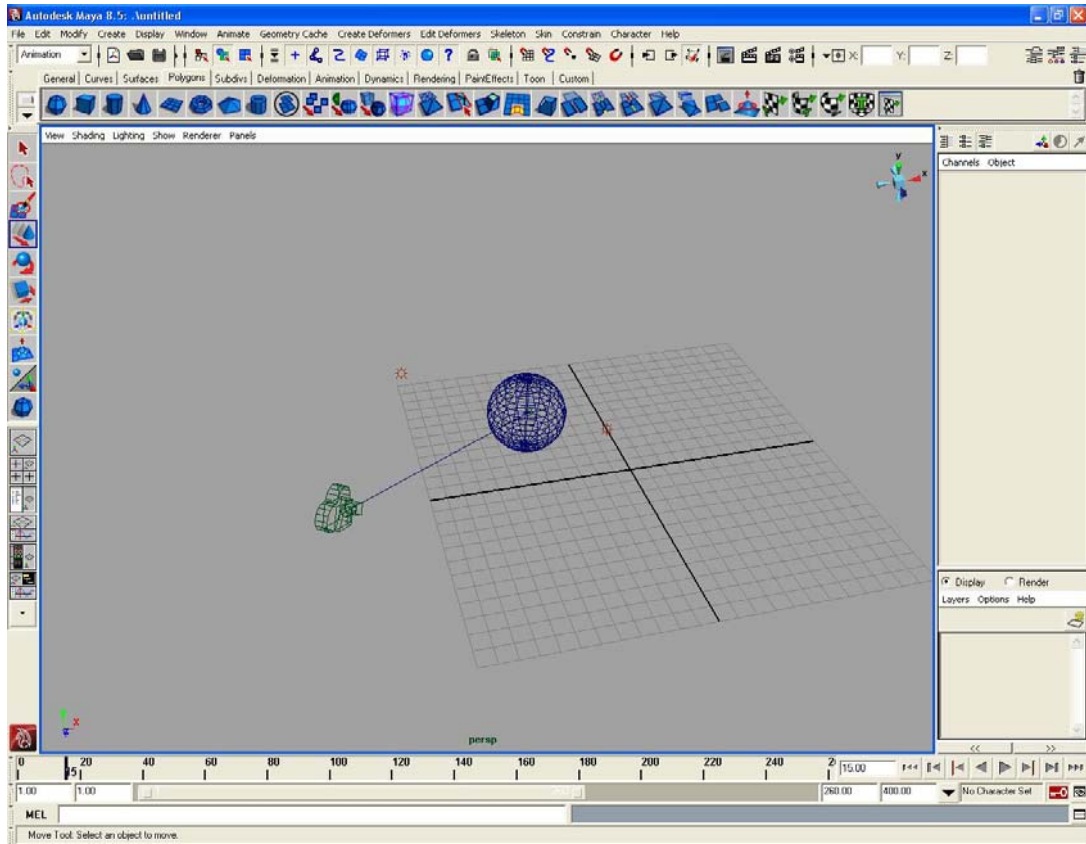 Autodesk Maya 8.5: .\untitled
File Edit Modify Create Display Window Animate Geometry Cache Create Deformers Edit Deformers Skeleton Skin Constrain Character Help
Animation X: Y: Z:
General Curves Surfaces Polygons Subdivs Deformation Animation Dynamics Rendering PaintEffects Toon Custom
View Shading Lighting Show Renderer Panels
Channels Object
y
x
Display Render
Layers Options Help
x
persp
<< >>
0 20 40 60 80 100 120 140 160 180 200 220 240 15.00
1.00 1.00 260.00 400.00 No Character Set
MEL
Move Tool: Select an object to move.